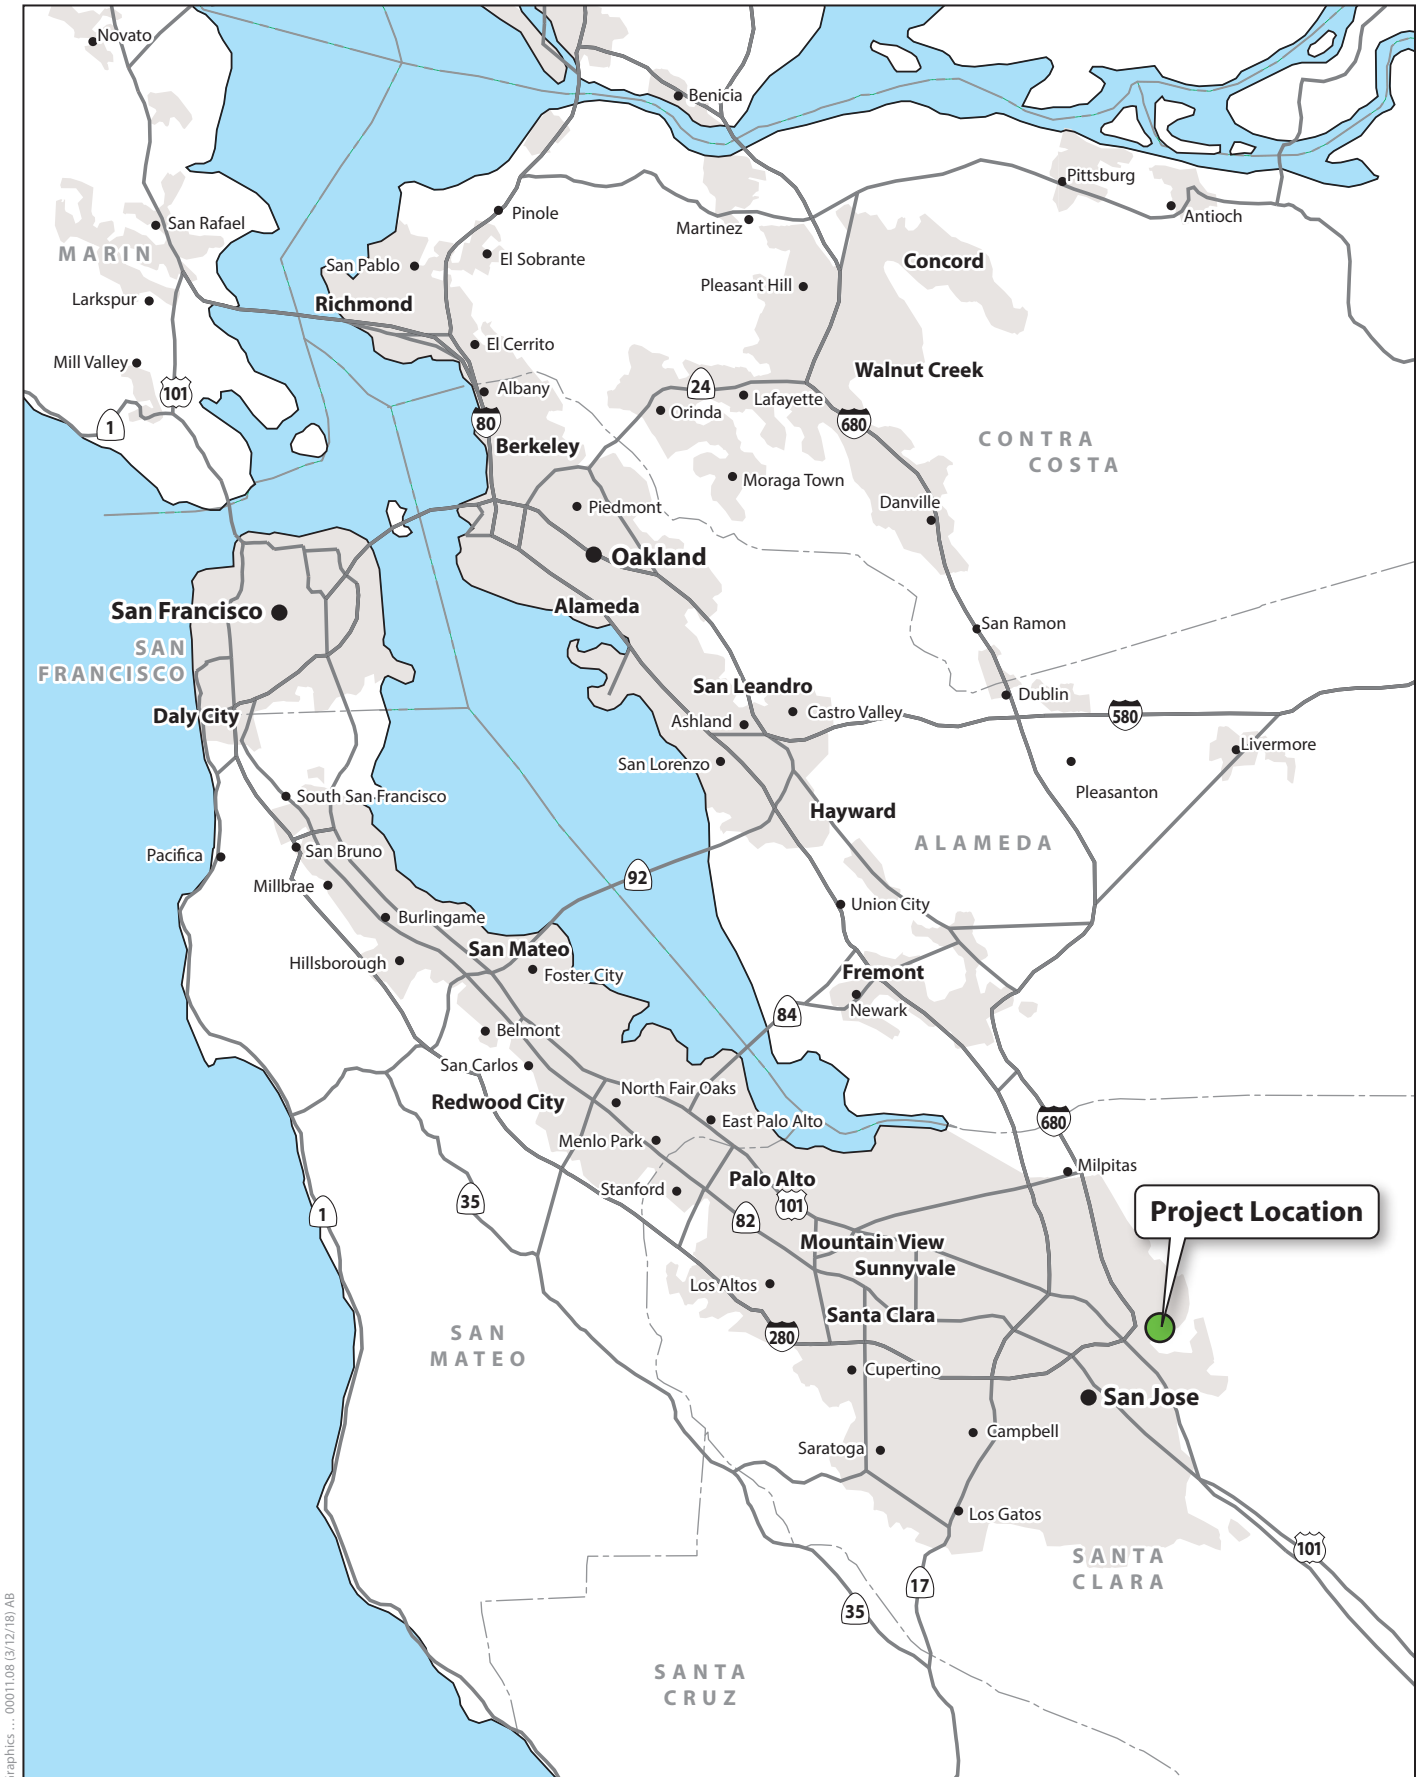 Novato
Benicia
Pittsburg
Antioch
Pinole
Martinez
San Rafael
MARIN
El Sobrante
San Pablo
Concord
Pleasant Hill
Larkspur
Richmond
El Cerrito
Mill Valley
Walnut Creek
101
24
Albany
Lafayette
Orinda
1
80
680
Berkeley
CONTRA
COSTA
Moraga Town
Danville
Piedmont
Oakland
Alameda
San Francisco
San Ramon
SAN
FRANCISCO
San Leandro
Dublin
Daly City
Castro Valley
580
Ashland
Livermore
San Lorenzo
Pleasanton
South San Francisco
Hayward
ALAMEDA
San Bruno
Pacifica
92
Millbrae
Union City
Burlingame
San Mateo
Hillsborough
Foster City
Fremont
Newark
84
Belmont
San Carlos
North Fair Oaks
Redwood City
East Palo Alto
680
Menlo Park
Milpitas
Palo Alto
Stanford
35
101
1
82
Project Location
Mountain View
Sunnyvale
Los Altos
Santa Clara
280
SAN
MATEO
Cupertino
San Jose
Campbell
Saratoga
Los Gatos
101
SANTA
CLARA
17
35
SANTA
CRUZ
00011.08 (3/12/18) AB